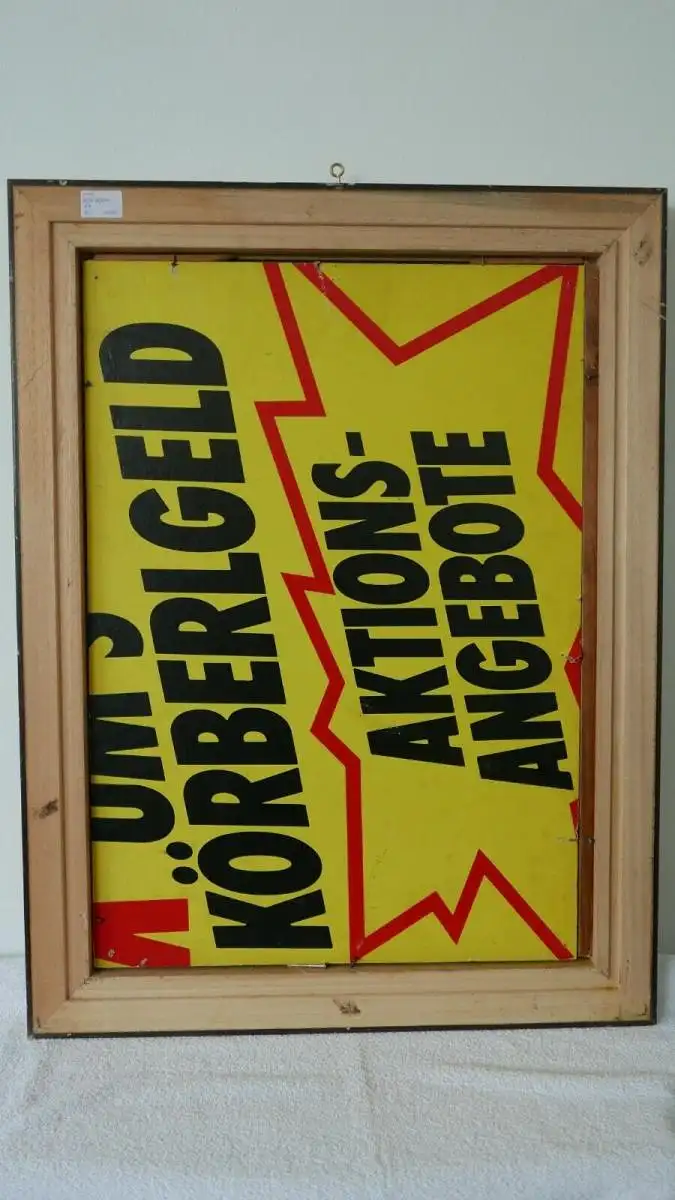 UM'S
KÖRBERLGELD
AKTIONS-
ANGEBOTE